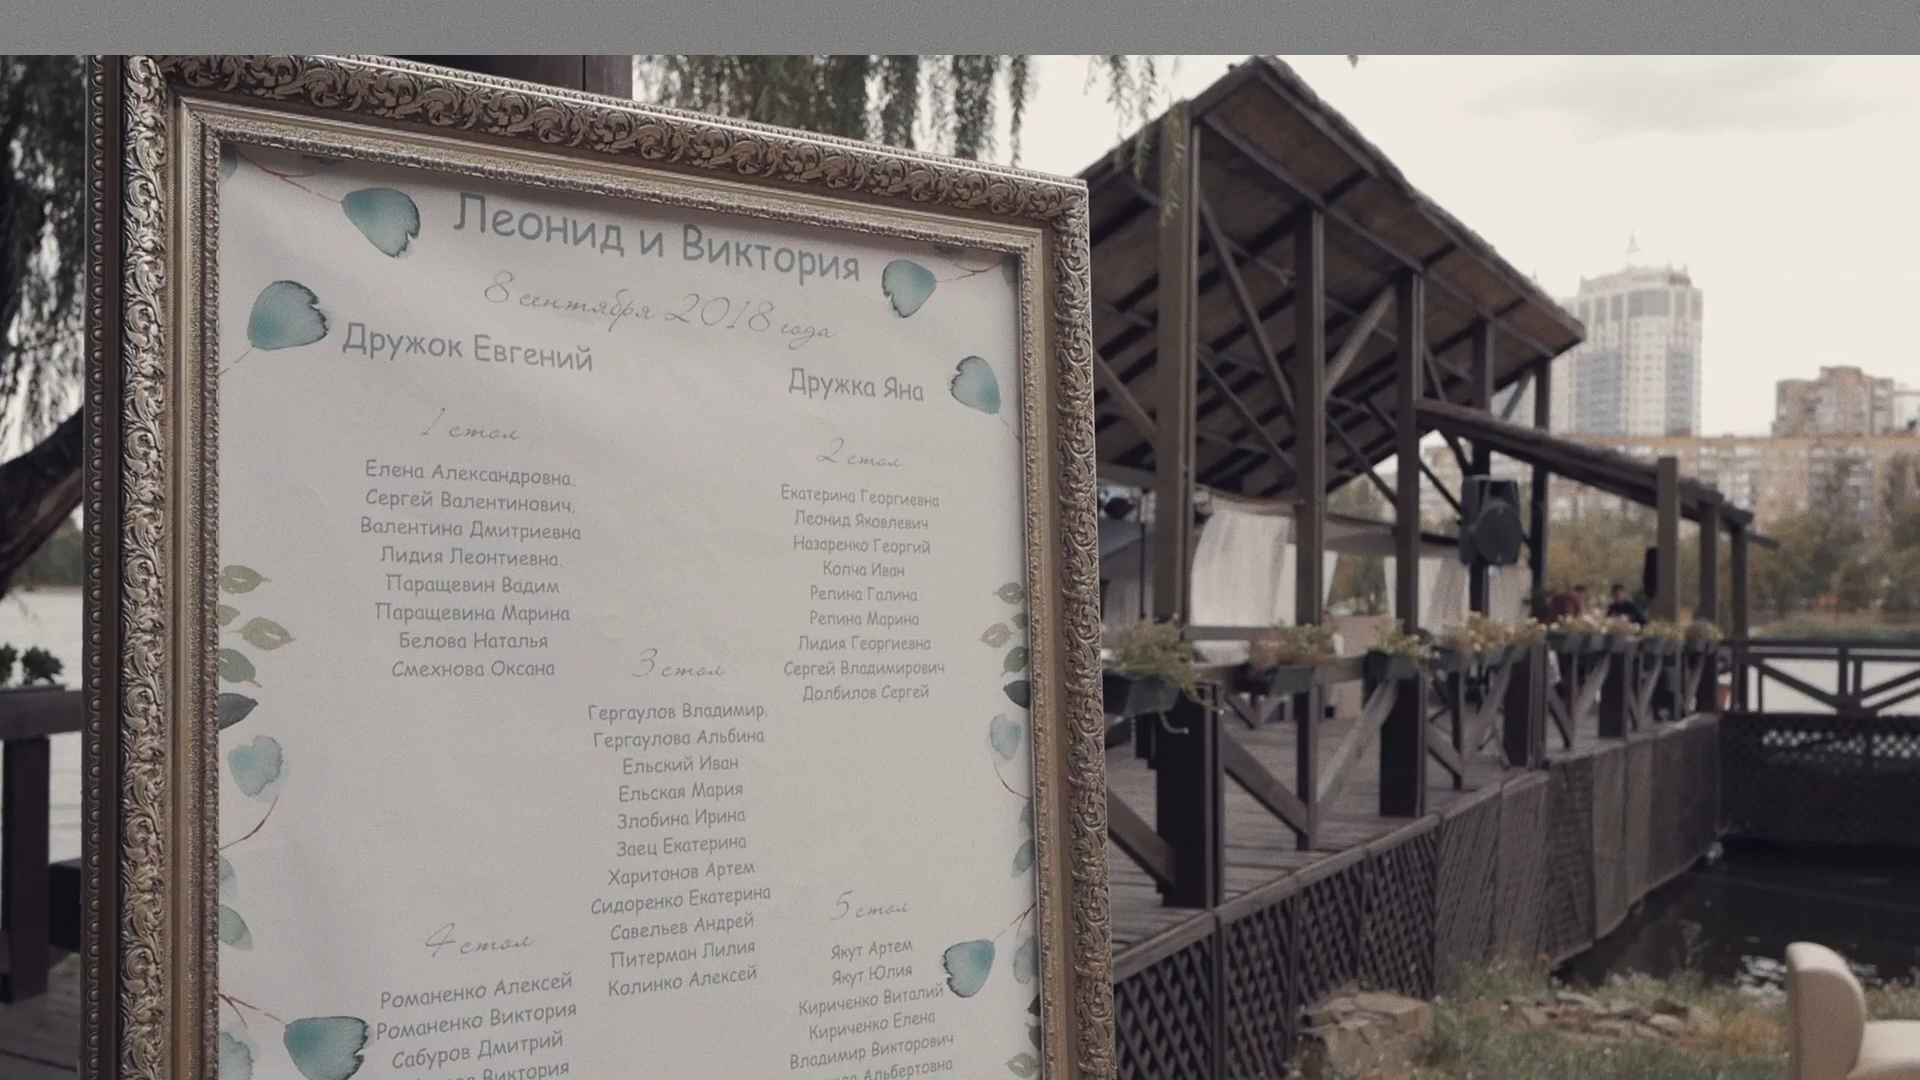 Леонид и Виктория
8 сентября 2018 года
Дружок Евгений
Дружка Яна
1 стол
Елена Александровна,
Сергей Валентинович,
Валентина Дмитриевна
Лидия Леонтиевна,
Паращевин Вадим
Паращевина Марина
Белова Наталья
Смехнова Оксана
2 стол
Екатерина Георгиевна
Леонид Яковлевич
Назаренко Георгий
Копча Иван
Репина Галина
Репина Марина
Лидия Георгиевна
Сергей Владимирович
Долбилов Сергей
3 стол
Гергаулов Владимир,
Гергаулова Альбина
Ельский Иван
Ельская Мария
Злобина Ирина
Заец Екатерина
Харитонов Артем
Сидоренко Екатерина
Савельев Андрей
Питерман Лилия
Колинко Алексей
4 стол
Романенко Алексей
Романенко Виктория
Сабуров Дмитрий
Виктория
5 стол
Якут Артем
Якут Юлия
Кириченко Виталий
Кириченко Елена
Владимир Викторович
Альбертовна